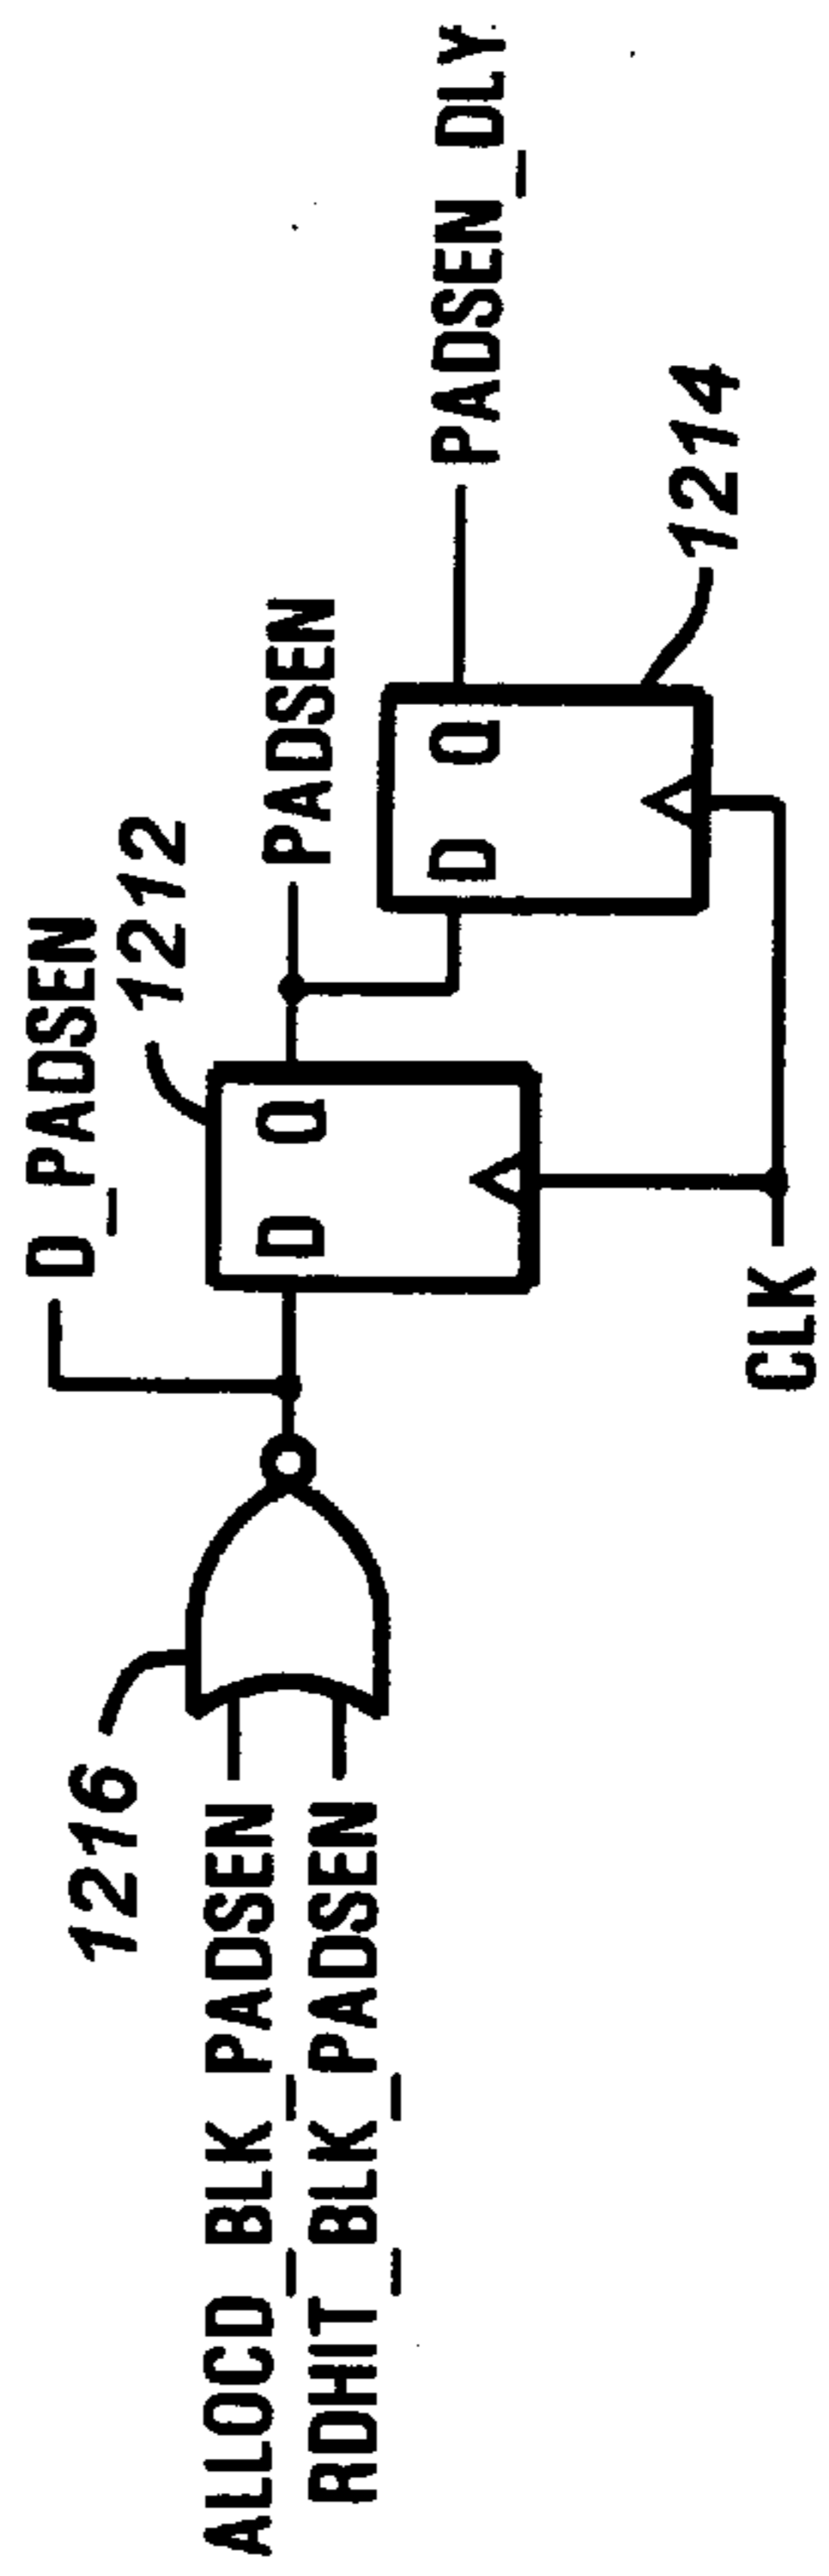 D_PADSEN
1212
PADSEN
PADSEN_DLY
1216
ALLOCD_BLK_PADSEN
RDHIT_BLK_PADSEN
D Q
D Q
1214
CLK